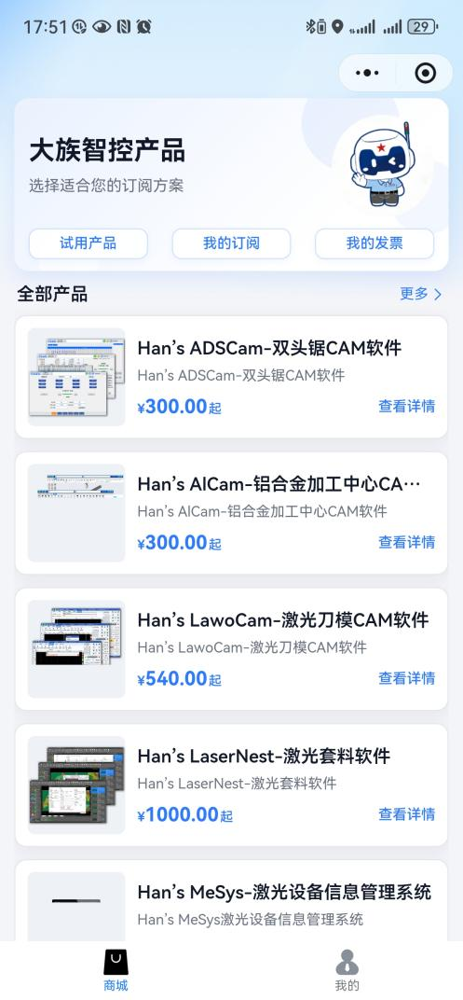 17:51
29
大族智控产品
选择适合您的订阅方案
试用产品
我的订阅
我的发票
全部产品
更多
Han's ADSCam-双头锯CAM软件
Han's ADSCam-双头锯CAM软件
¥300.00起
查看详情
Han's AlCam-铝合金加工中心CA…
Han's AlCam-铝合金加工中心CAM软件
¥300.00起
查看详情
Han's LawoCam-激光刀模CAM软件
Han's LawoCam-激光刀模CAM软件
¥540.00起
查看详情
Han's LaserNest-激光套料软件
Han's LaserNest-激光套料软件
¥1000.00起
查看详情
Han's MeSys-激光设备信息管理系统
Han's MeSys激光设备信息管理系统
商城
我的